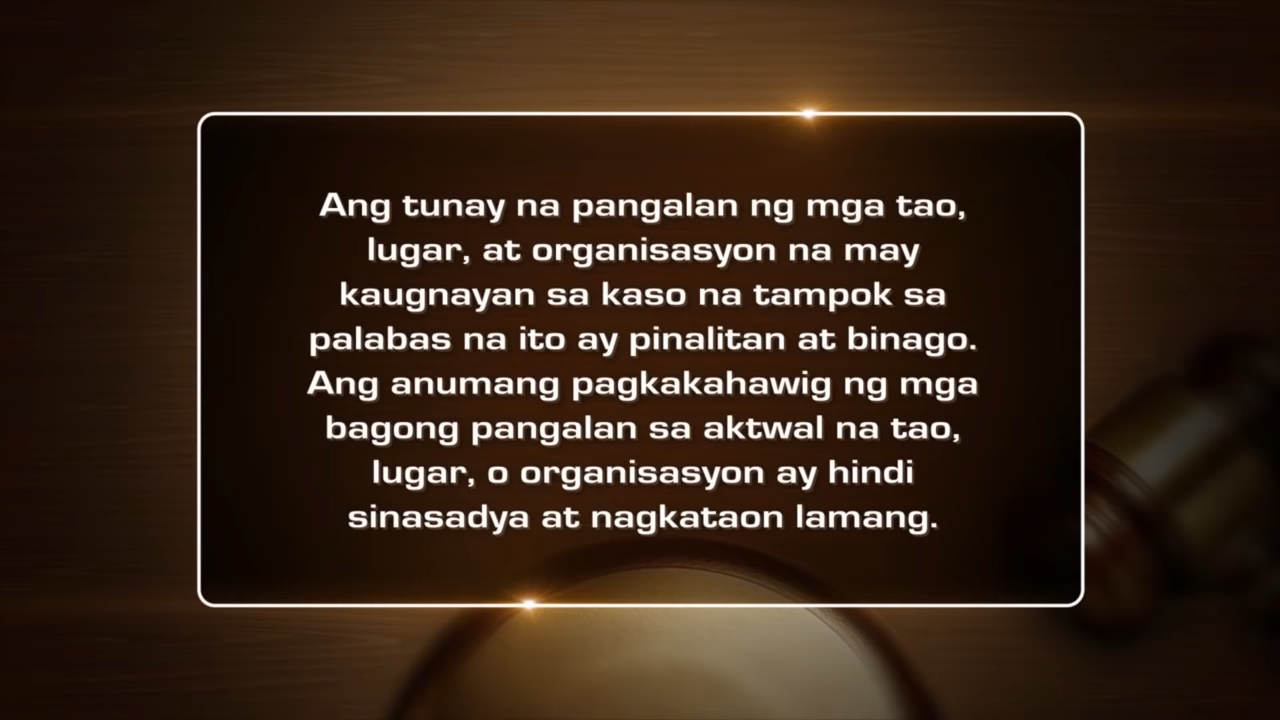 Ang tunay na pangalan ng mga tao,
lugar, at organisasyon na may
kaugnayan sa kaso na tampok sa
palabas na ito ay pinalitan at binago.
Ang anumang pagkakahawig ng mga
bagong pangalan sa aktwal na tao,
lugar, o organisasyon ay hindi
sinasadya at nagkataon lamang.